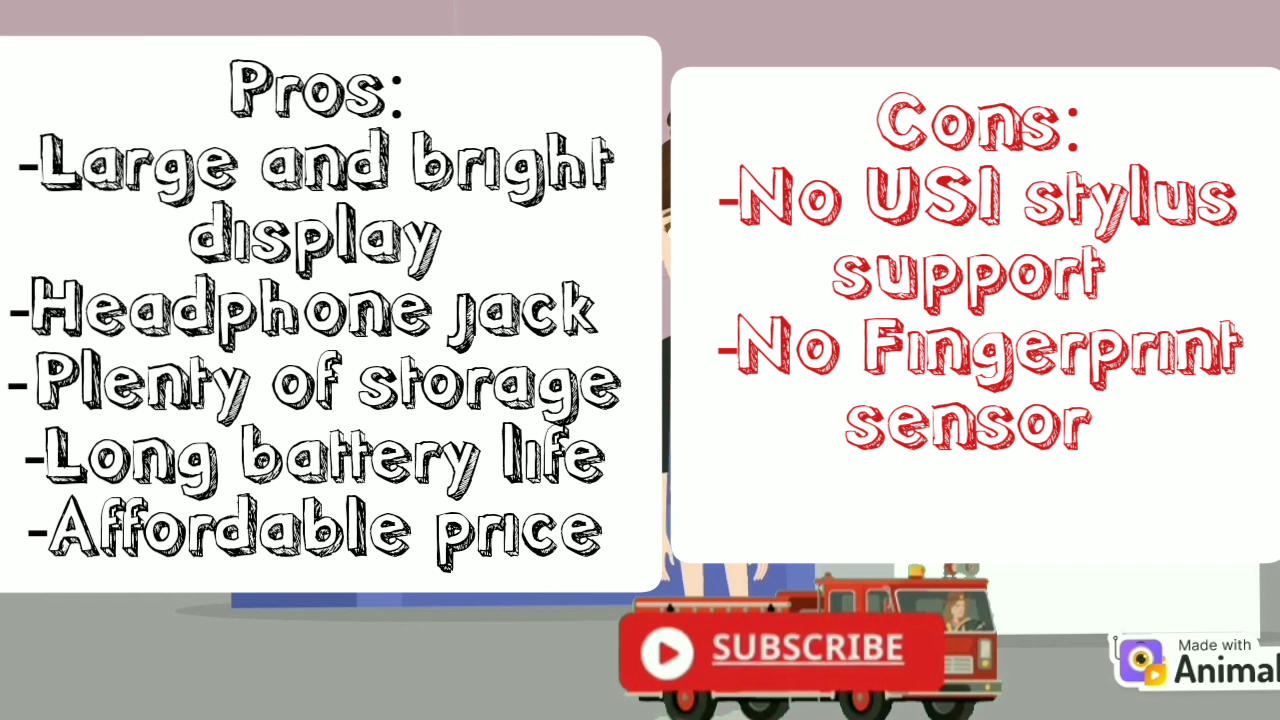 Pros:
-Large and bright
display
-Headphone jack
-Plenty of storage
-Long battery life
-Affordable price
Cons:
-No USI stylus
support
-No Fingerprint
sensor
SUBSCRIBE
Made with